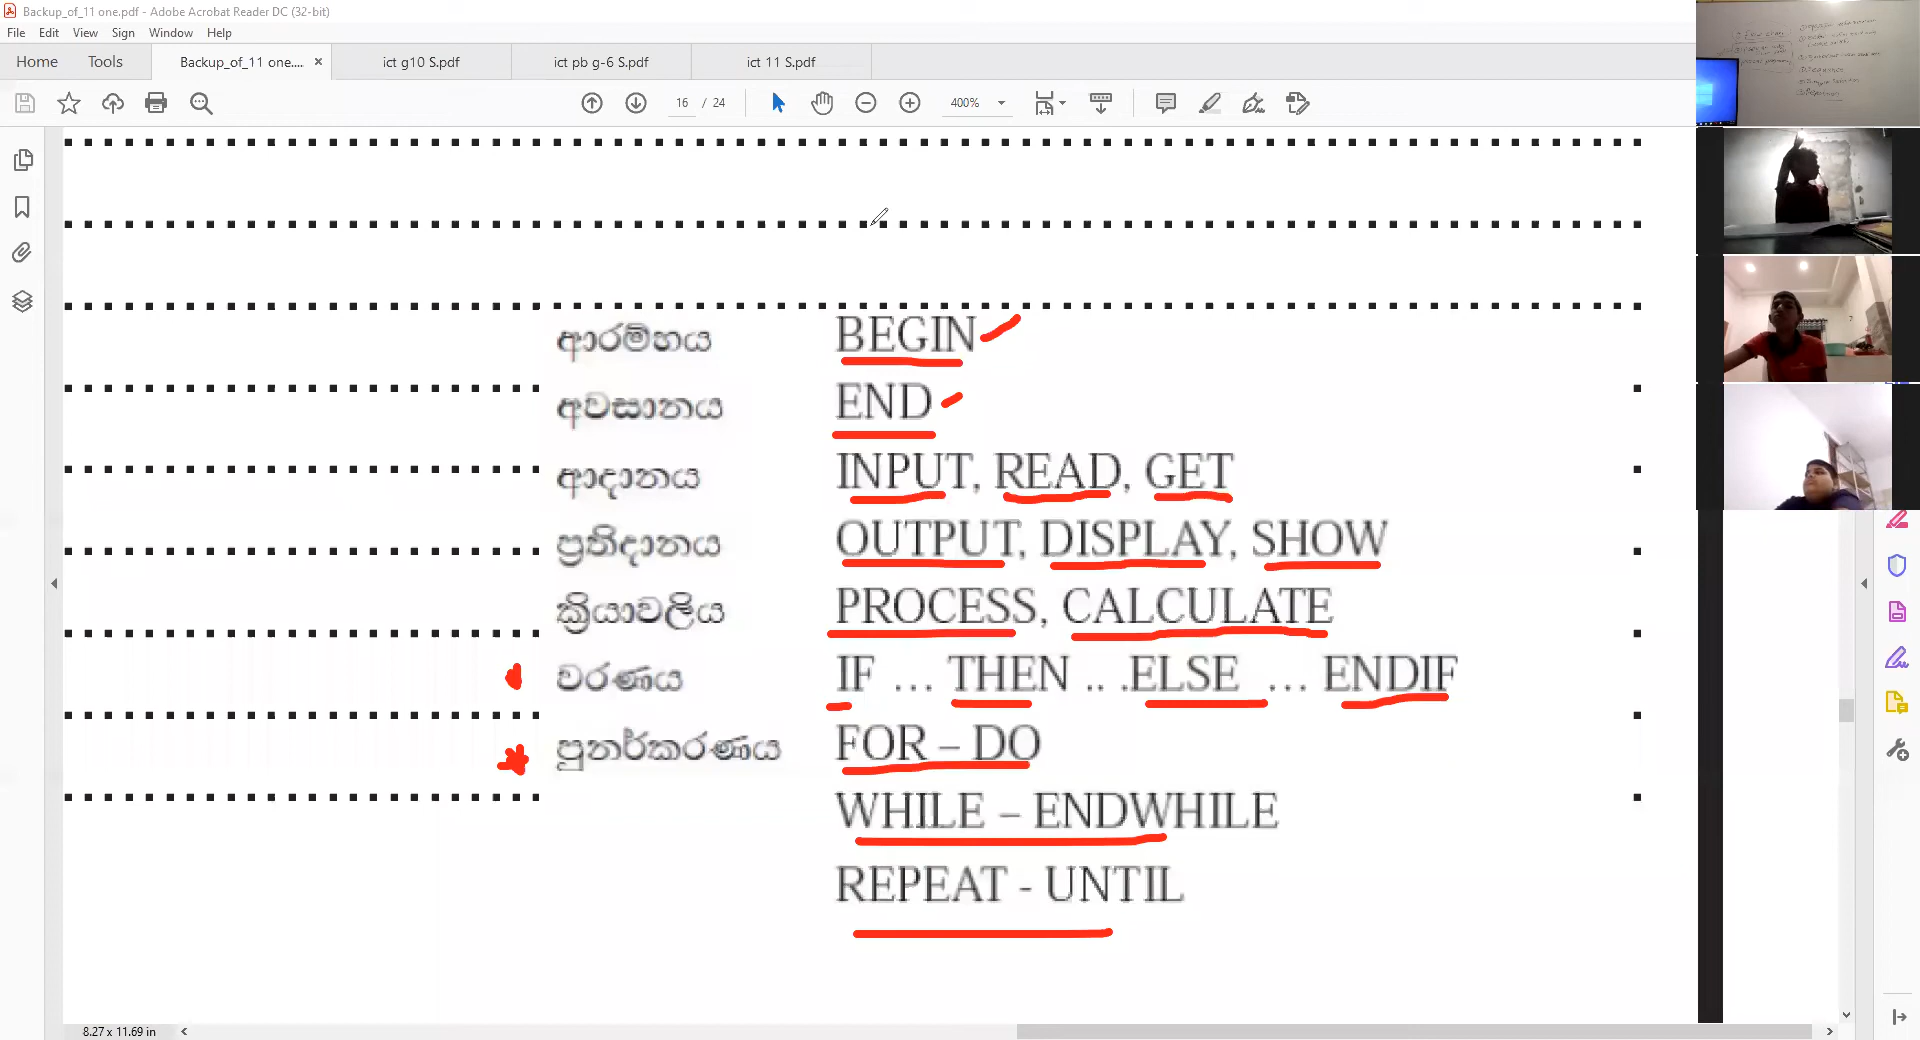 Backup_of_11 one.pdf - Adobe Acrobat Reader DC (32-bit)
File Edit View Sign Window Help
Home Tools Backup_of_11 one.... × ict g10 S.pdf ict pb g-6 S.pdf ict 11 S.pdf
16 / 24 400%
ආරම්භය BEGIN
අවසානය END
ආදානය INPUT, READ, GET
ප්‍රතිදානය OUTPUT, DISPLAY, SHOW
ක්‍රියාවලිය PROCESS, CALCULATE
වරණය IF … THEN .. .ELSE … ENDIF
පුනර්කරණය FOR – DO
WHILE – ENDWHILE
REPEAT - UNTIL
8.27 x 11.69 in